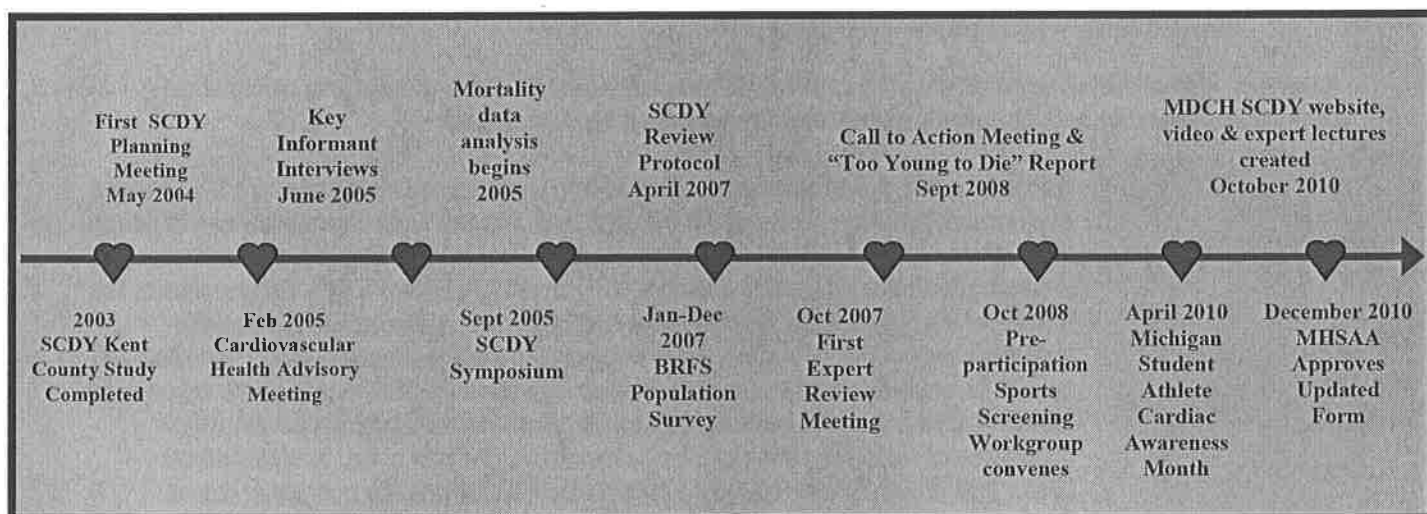 First SCDY
Planning
Meeting
May 2004
Key
Informant
Interviews
June 2005
Mortality
data
analysis
begins
2005
SCDY
Review
Protocol
April 2007
Call to Action Meeting &
“Too Young to Die” Report
Sept 2008
MDCH SCDY website,
video & expert lectures
created
October 2010
2003
SCDY Kent
County Study
Completed
Feb 2005
Cardiovascular
Health Advisory
Meeting
Sept 2005
SCDY
Symposium
Jan-Dec
2007
BRFS
Population
Survey
Oct 2007
First
Expert
Review
Meeting
Oct 2008
Pre-
participation
Sports
Screening
Workgroup
convenes
April 2010
Michigan
Student
Athlete
Cardiac
Awareness
Month
December 2010
MHSAA
Approves
Updated
Form